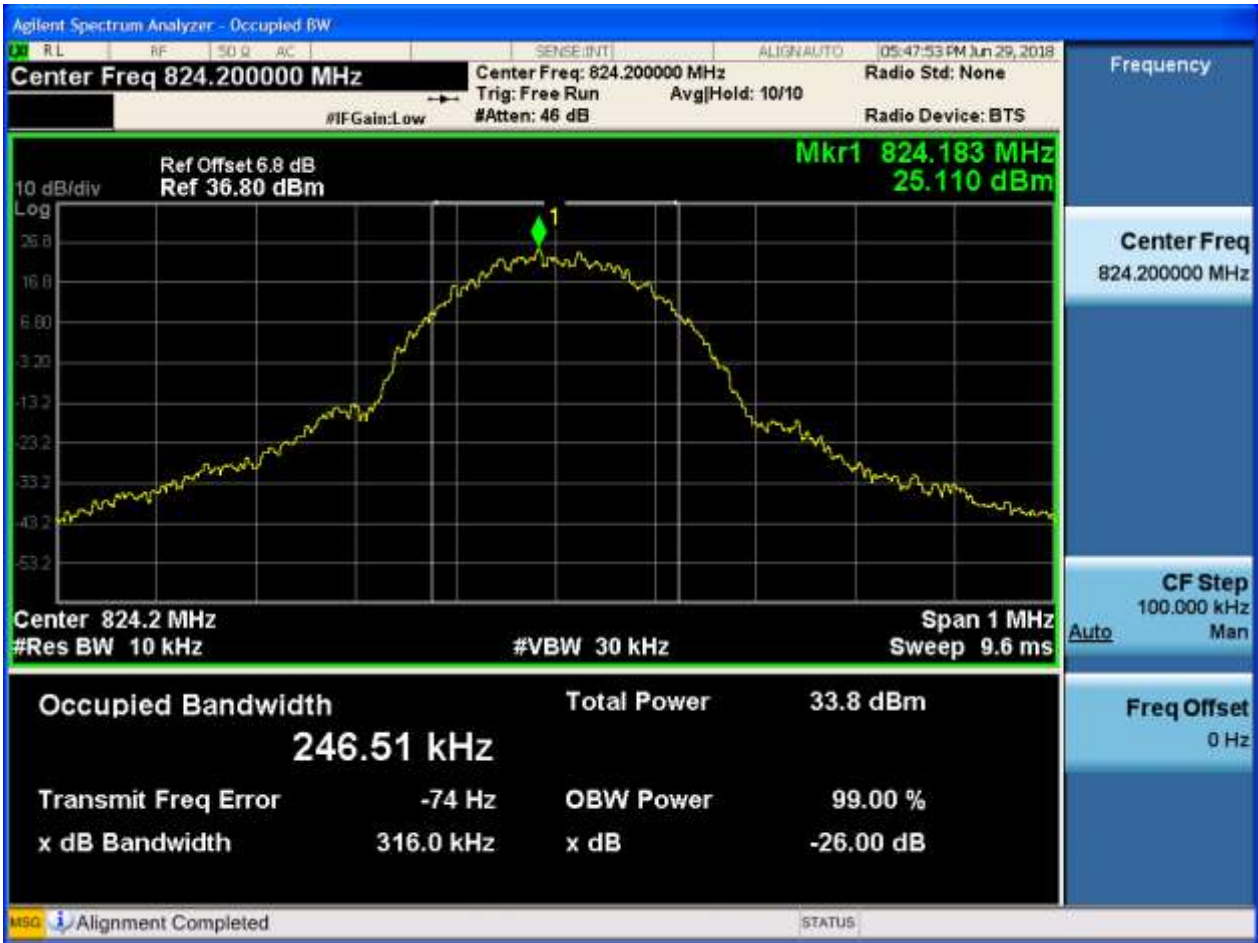 Agilent Spectrum Analyzer - Occupied BW
RL RF 50 Ω AC SENSE:INT ALIGN AUTO 05:47:53 PM Jun 29, 2018
Center Freq 824.200000 MHz
Center Freq: 824.200000 MHz
Radio Std: None
Trig: Free Run Avg|Hold: 10/10
#IFGain:Low
#Atten: 46 dB
Radio Device: BTS
Frequency
Mkr1 824.183 MHz
25.110 dBm
Ref Offset 6.8 dB
10 dB/div Ref 36.80 dBm
Log
1
26.8
16.8
6.80
-3.20
-13.2
-23.2
-33.2
-43.2
-53.2
Center 824.2 MHz Span 1 MHz
#Res BW 10 kHz #VBW 30 kHz Sweep 9.6 ms
Center Freq
824.200000 MHz
CF Step
100.000 kHz
Auto Man
Freq Offset
0 Hz
Occupied Bandwidth Total Power 33.8 dBm
246.51 kHz
Transmit Freq Error -74 Hz OBW Power 99.00 %
x dB Bandwidth 316.0 kHz x dB -26.00 dB
MSG Alignment Completed STATUS